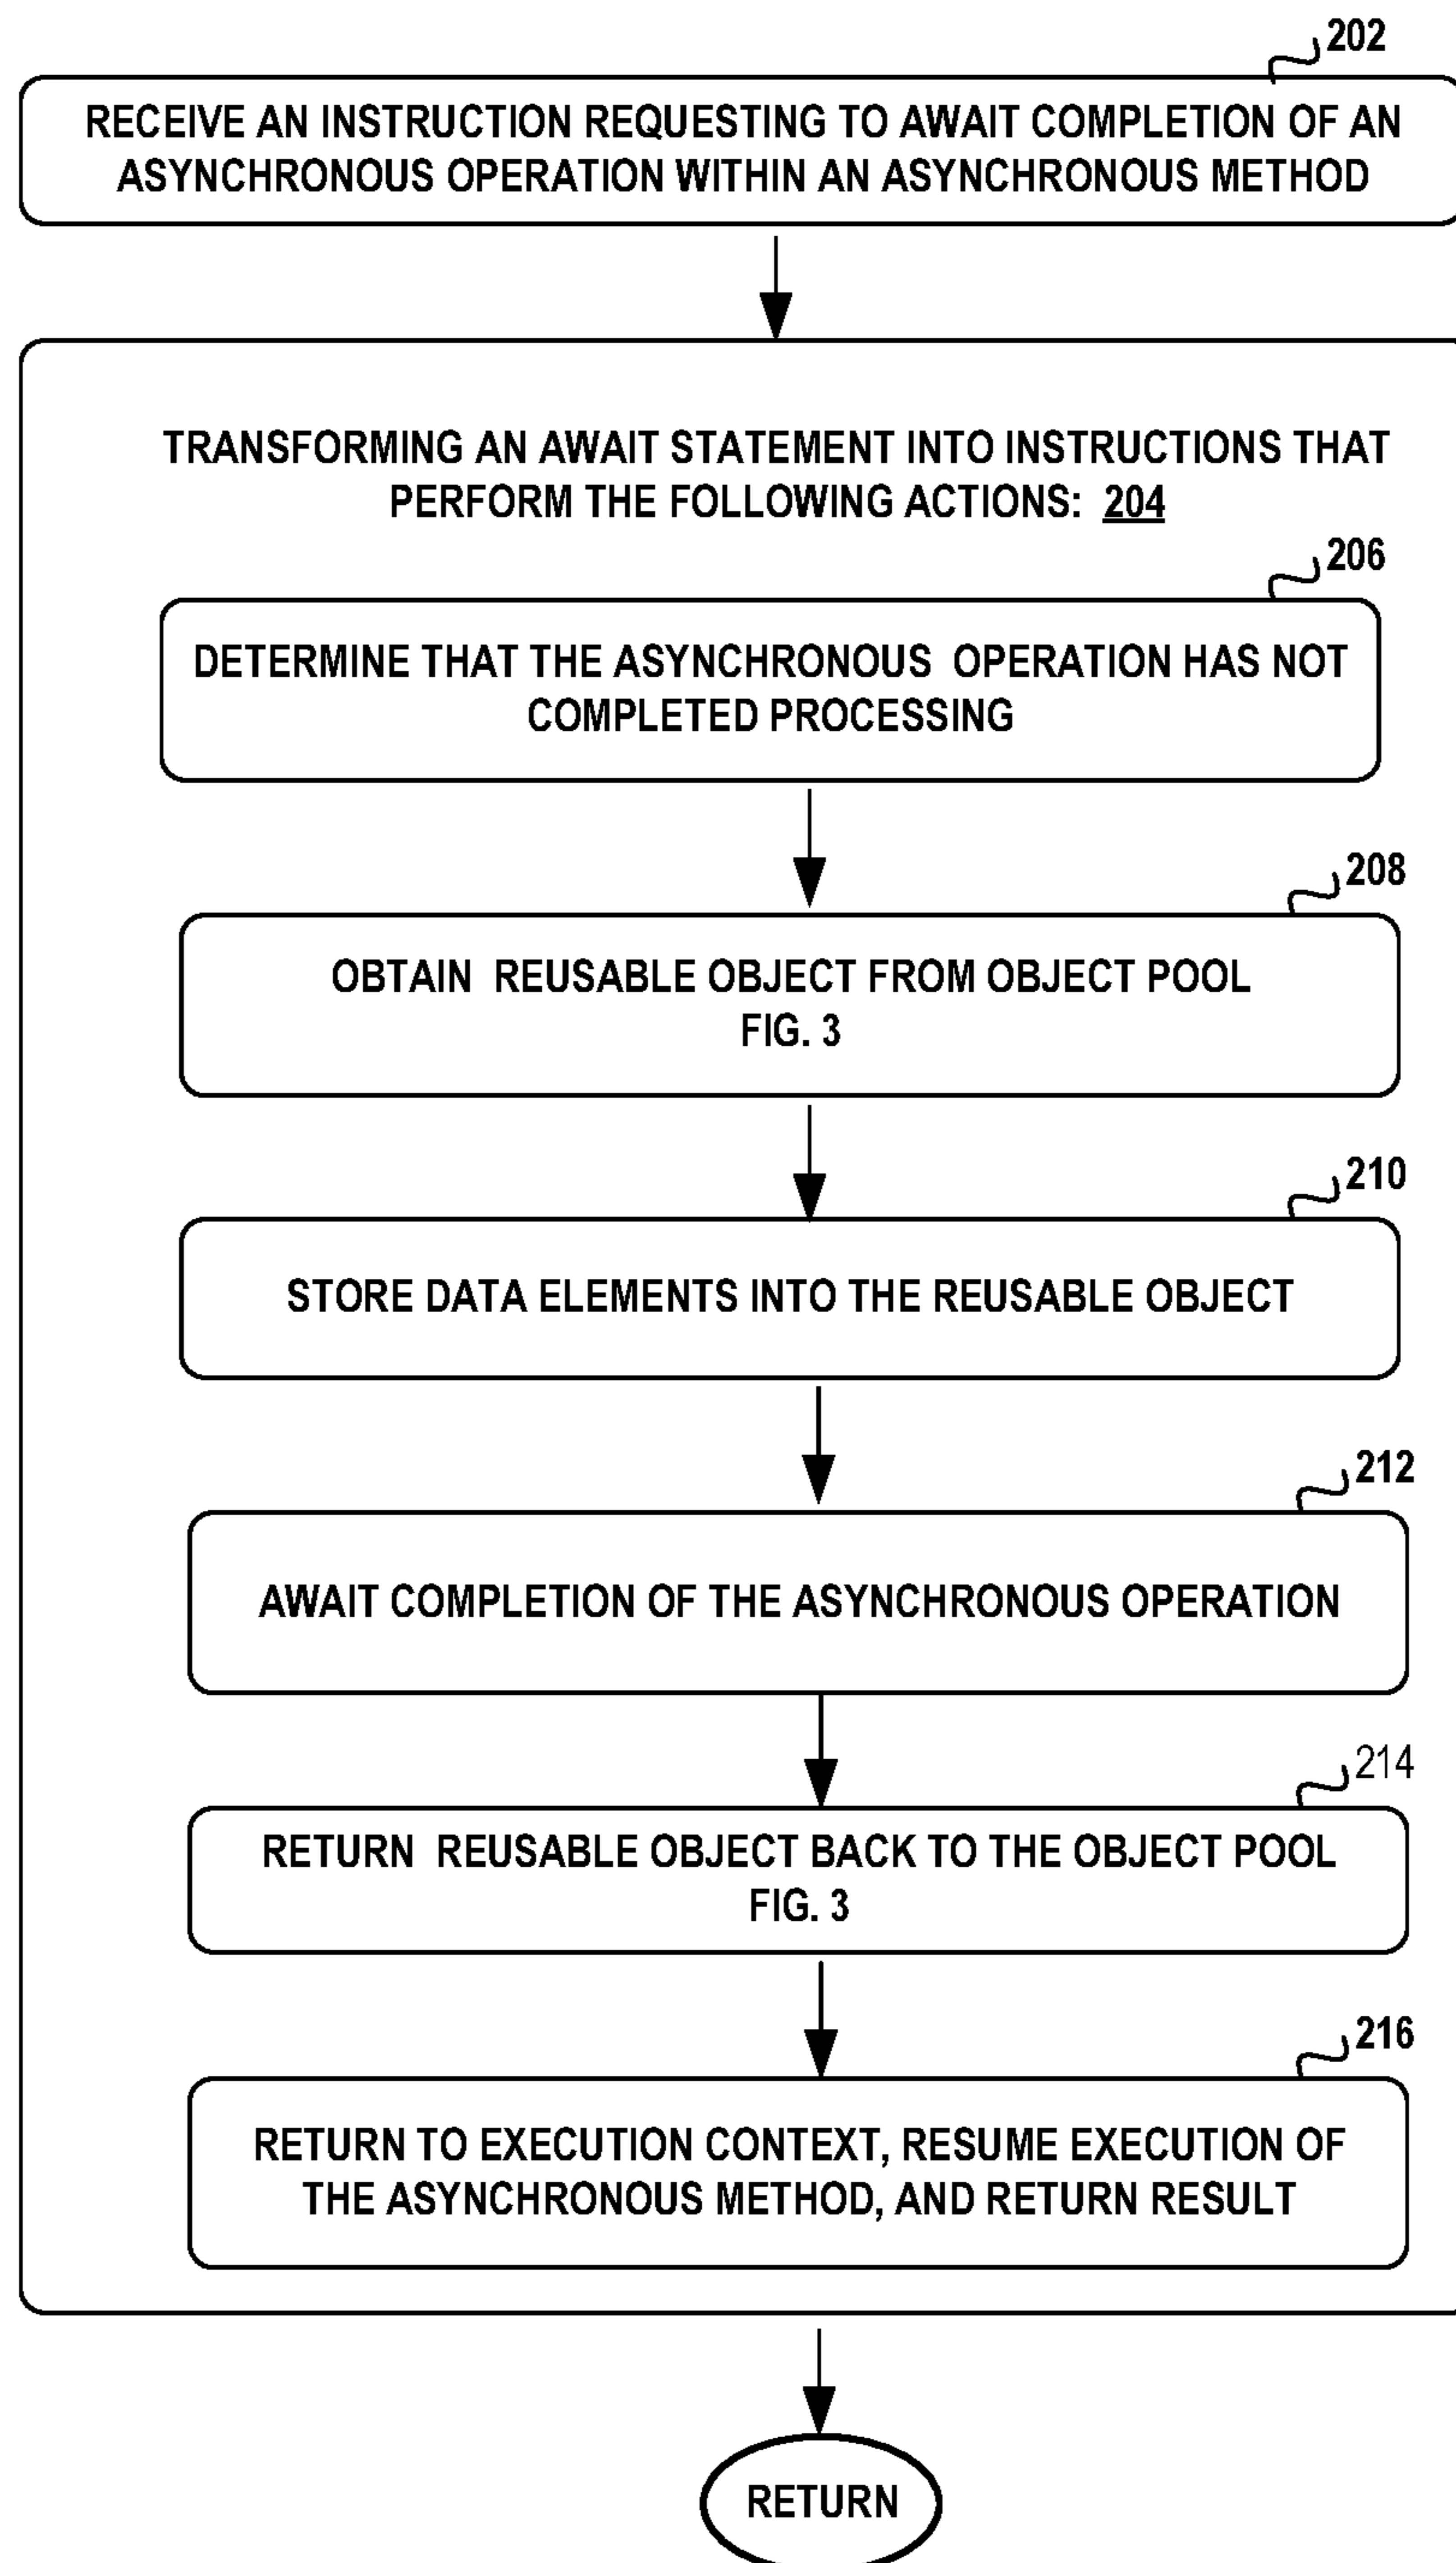 202
RECEIVE AN INSTRUCTION REQUESTING TO AWAIT COMPLETION OF AN
ASYNCHRONOUS OPERATION WITHIN AN ASYNCHRONOUS METHOD
TRANSFORMING AN AWAIT STATEMENT INTO INSTRUCTIONS THAT
PERFORM THE FOLLOWING ACTIONS: 204
206
DETERMINE THAT THE ASYNCHRONOUS OPERATION HAS NOT
COMPLETED PROCESSING
208
OBTAIN REUSABLE OBJECT FROM OBJECT POOL
FIG. 3
210
STORE DATA ELEMENTS INTO THE REUSABLE OBJECT
212
AWAIT COMPLETION OF THE ASYNCHRONOUS OPERATION
214
RETURN REUSABLE OBJECT BACK TO THE OBJECT POOL
FIG. 3
216
RETURN TO EXECUTION CONTEXT, RESUME EXECUTION OF
THE ASYNCHRONOUS METHOD, AND RETURN RESULT
RETURN